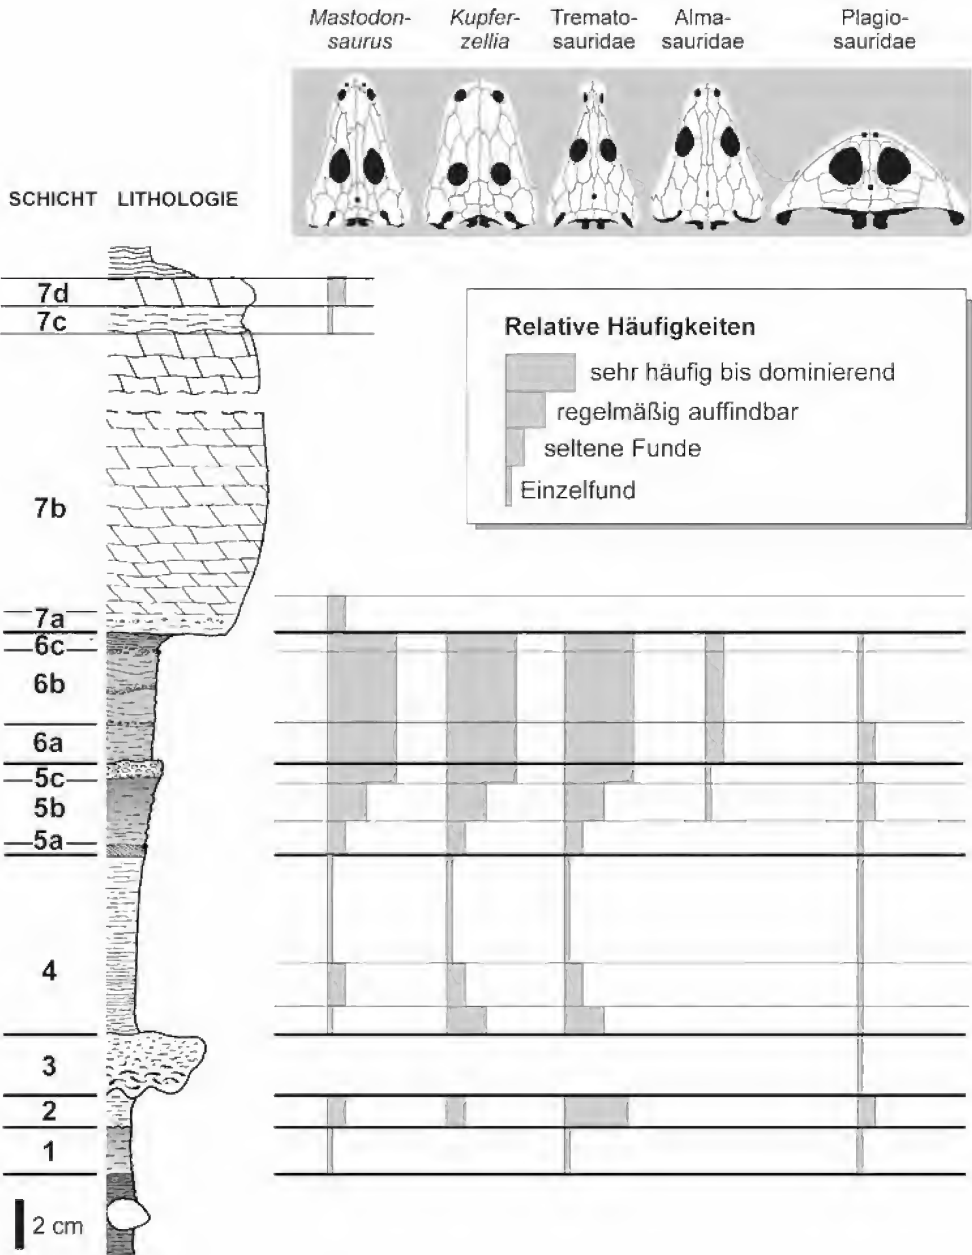 Mastodon-
saurus
Kupfer-
zellia
Tremato-
sauridae
Alma-
sauridae
Plagio-
sauridae
SCHICHT LITHOLOGIE
7d
7c
7b
7a
6c
6b
6a
5c
5b
5a
4
3
2
1
2 cm
Relative Häufigkeiten
sehr häufig bis dominierend
regelmäßig auffindbar
seltene Funde
Einzelfund